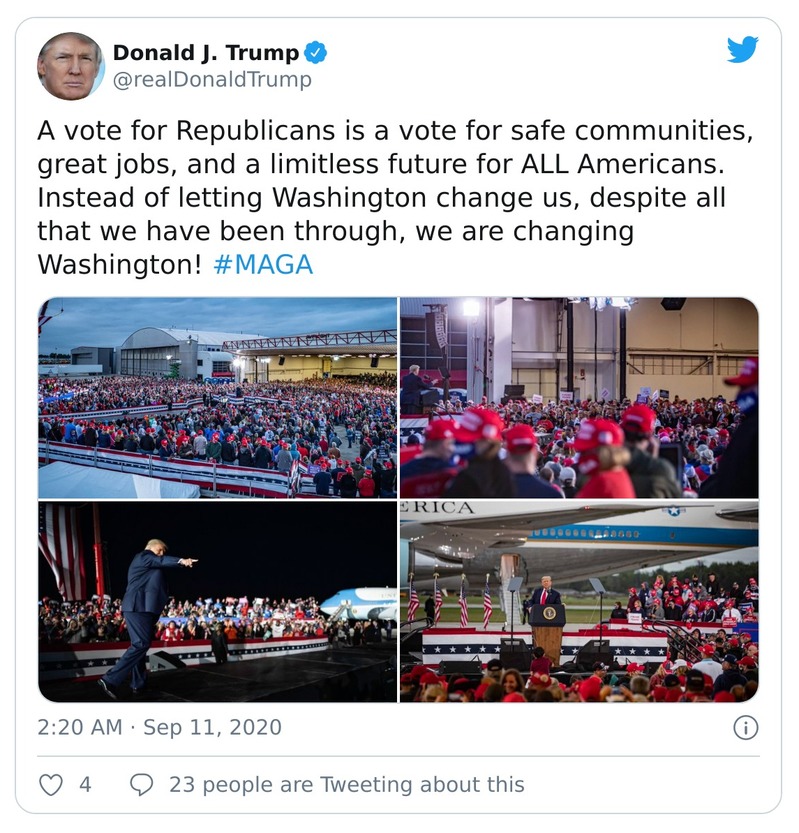 Donald J. Trump
@realDonaldTrump
A vote for Republicans is a vote for safe communities,
great jobs, and a limitless future for ALL Americans.
Instead of letting Washington change us, despite all
that we have been through, we are changing
Washington! #MAGA
ERICA
2:20 AM · Sep 11, 2020
4
23 people are Tweeting about this